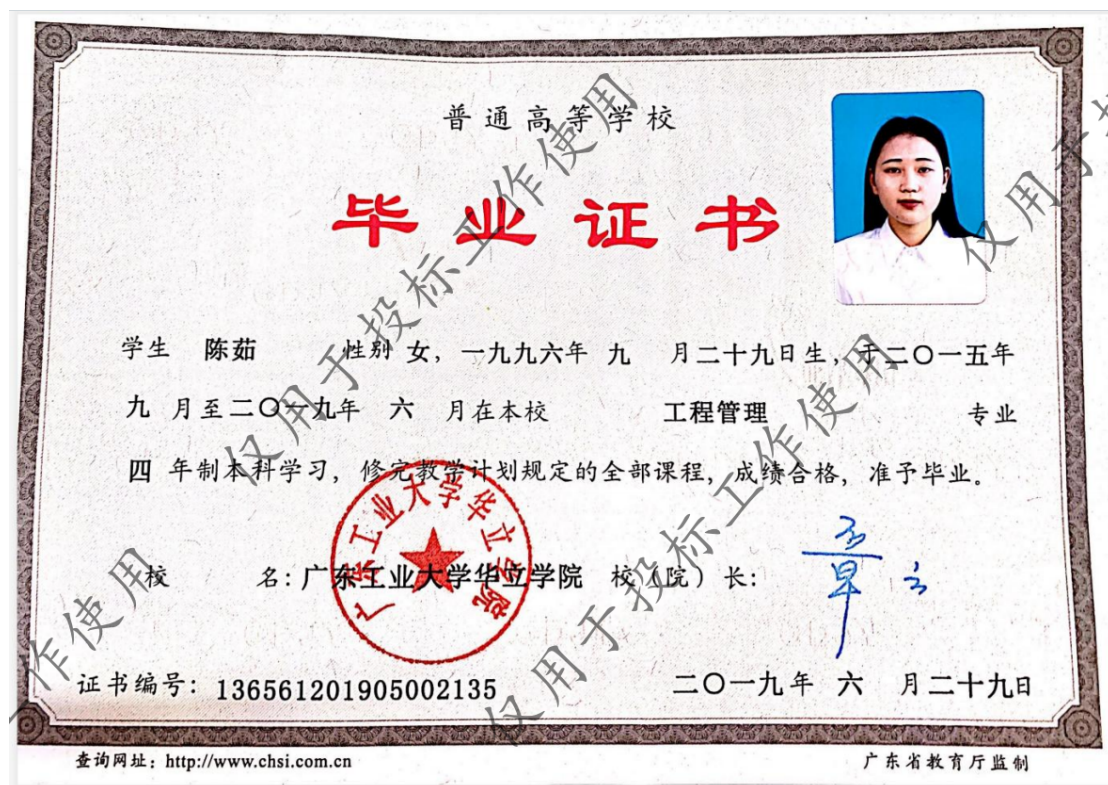 普通高等学校
毕业证书
学生 陈茹 性别 女，一九九六年 九 月二十九日生，于二〇一五年
九 月至二〇一九年 六 月在本校 工程管理 专业
四 年制本科学习，修完教学计划规定的全部课程，成绩合格，准予毕业。
广东工业大学华立学院
校 名：广东工业大学华立学院 校（院）长：
证书编号：136561201905002135 二〇一九年 六 月二十九日
查询网址：http://www.chsi.com.cn 广东省教育厅监制
仅用于投标工作使用
仅用于投标工作使用
仅用于投
作使用